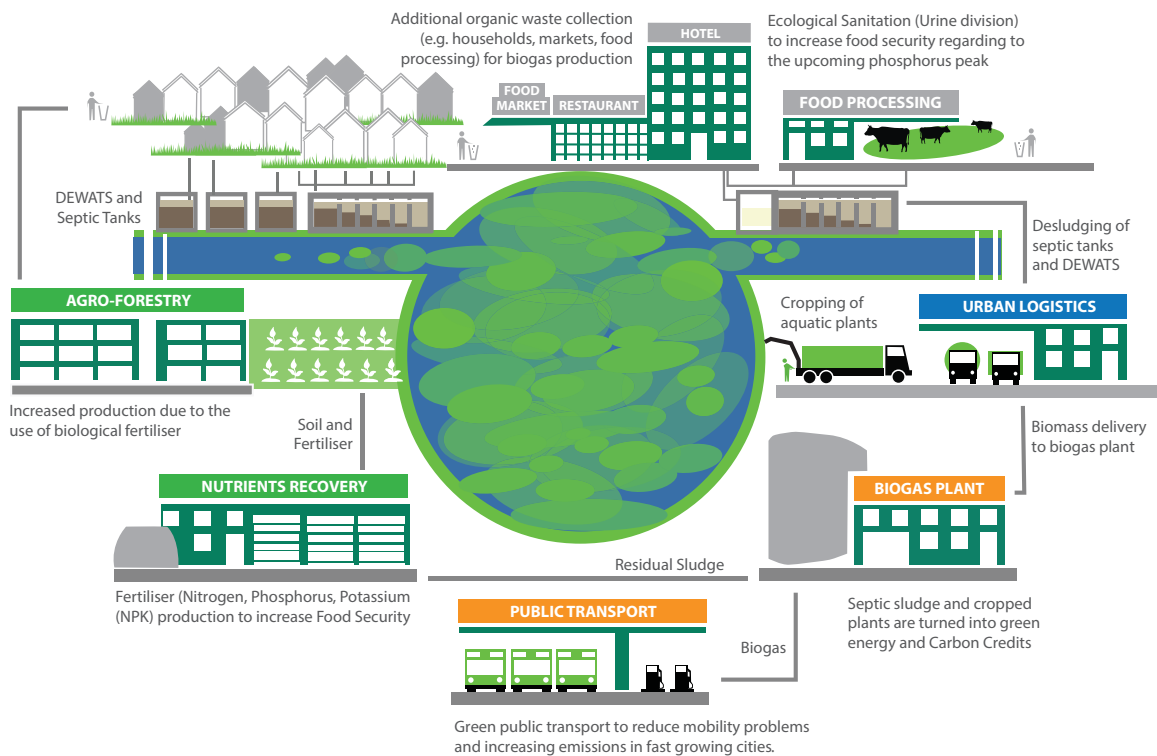 Additional organic waste collection
(e.g. households, markets, food
processing) for biogas production
HOTEL
Ecological Sanitation (Urine division)
to increase food security regarding to
the upcoming phosphorus peak
FOOD
MARKET
RESTAURANT
FOOD PROCESSING
DEWATS and
Septic Tanks
Desludging of
septic tanks
and DEWATS
AGRO-FORESTRY
Cropping of
aquatic plants
URBAN LOGISTICS
Increased production due to the
use of biological fertiliser
Soil and
Fertiliser
Biomass delivery
to biogas plant
NUTRIENTS RECOVERY
BIOGAS PLANT
Residual Sludge
Fertiliser (Nitrogen, Phosphorus, Potassium
(NPK) production to increase Food Security
PUBLIC TRANSPORT
Septic sludge and cropped
plants are turned into green
energy and Carbon Credits
Biogas
Green public transport to reduce mobility problems
and increasing emissions in fast growing cities.